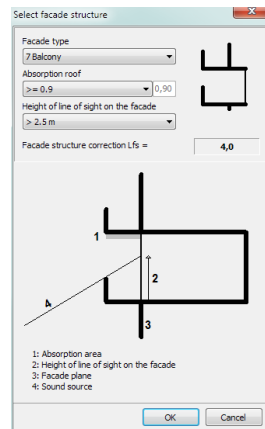 Select facade structure
Facade type
7 Balcony
Absorption roof
>= 0.9
0,90
Height of line of sight on the facade
> 2.5 m
Facade structure correction Lfs =
4,0
1
2
4
3
1: Absorption area
2: Height of line of sight on the facade
3: Facade plane
4: Sound source
OK
Cancel